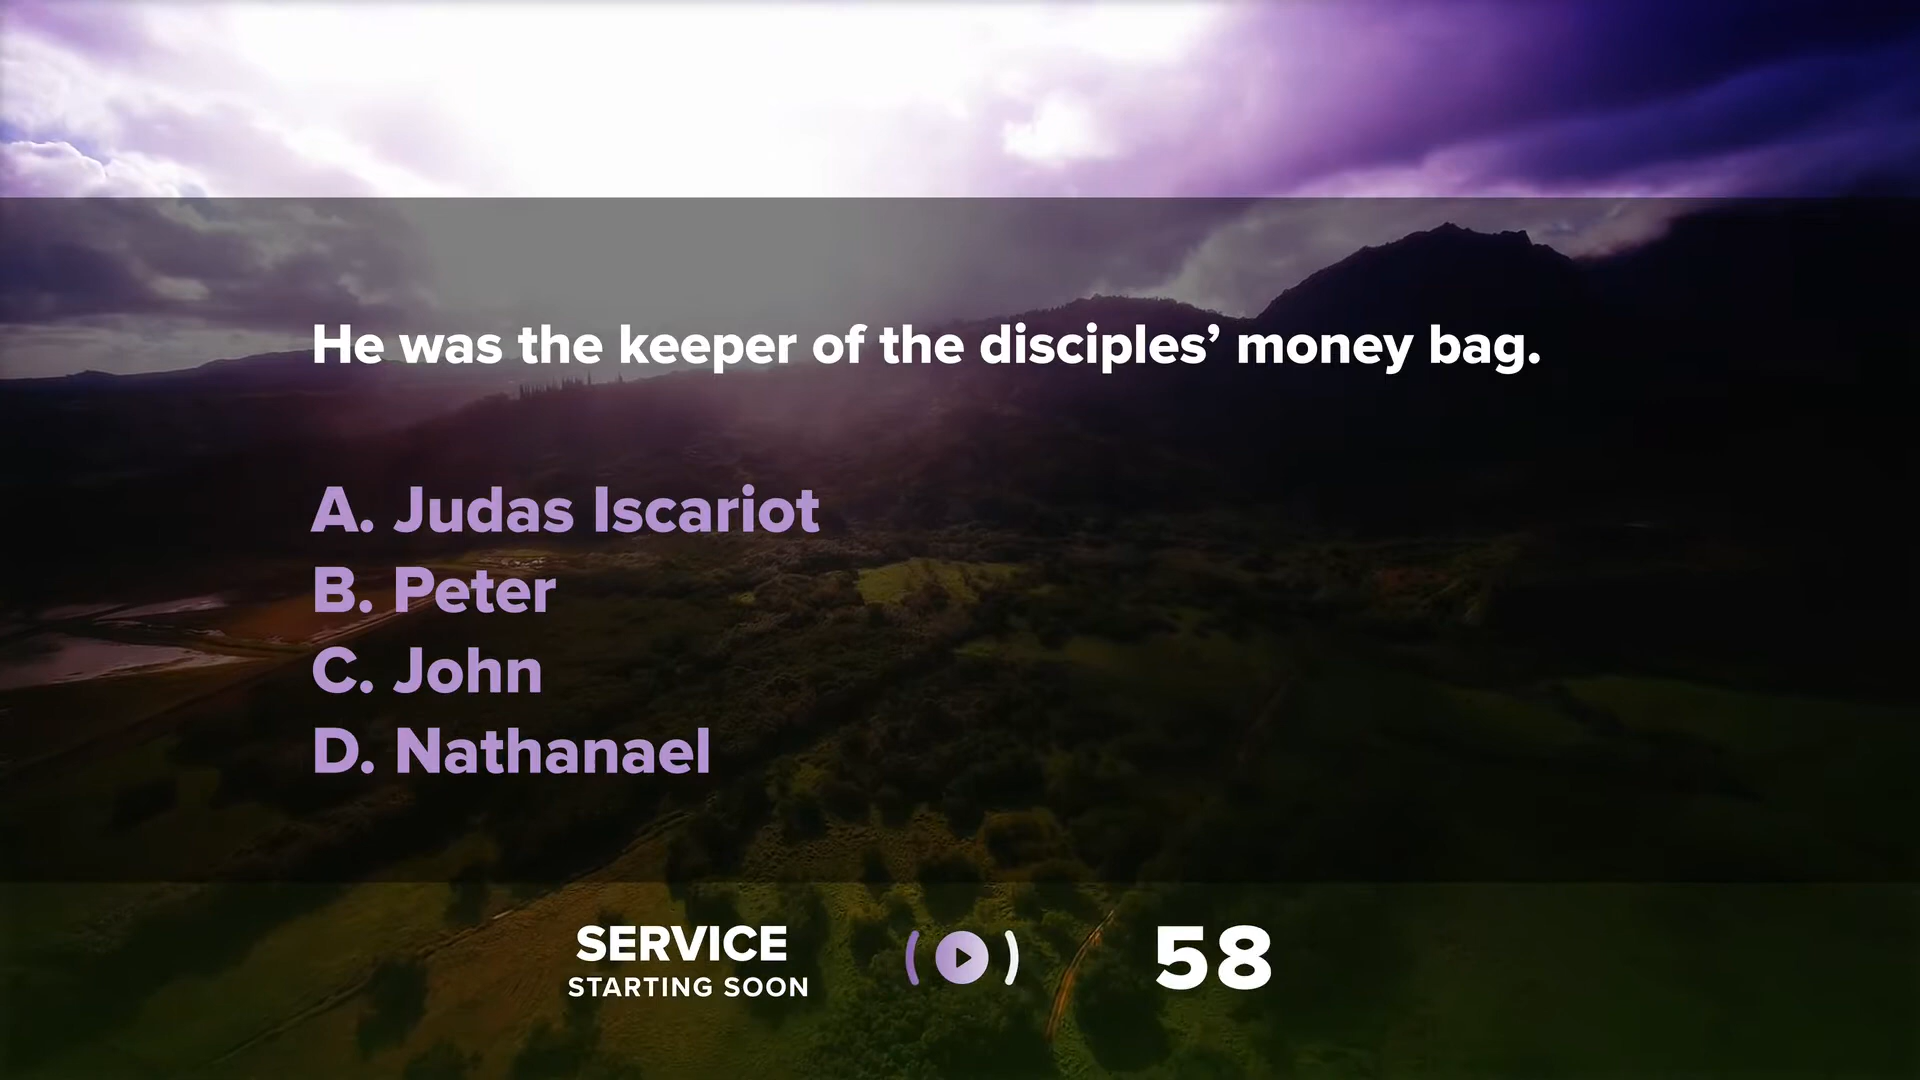 He was the keeper of the disciples’ money bag.
A. Judas Iscariot
B. Peter
C. John
D. Nathanael
SERVICE
STARTING SOON
58